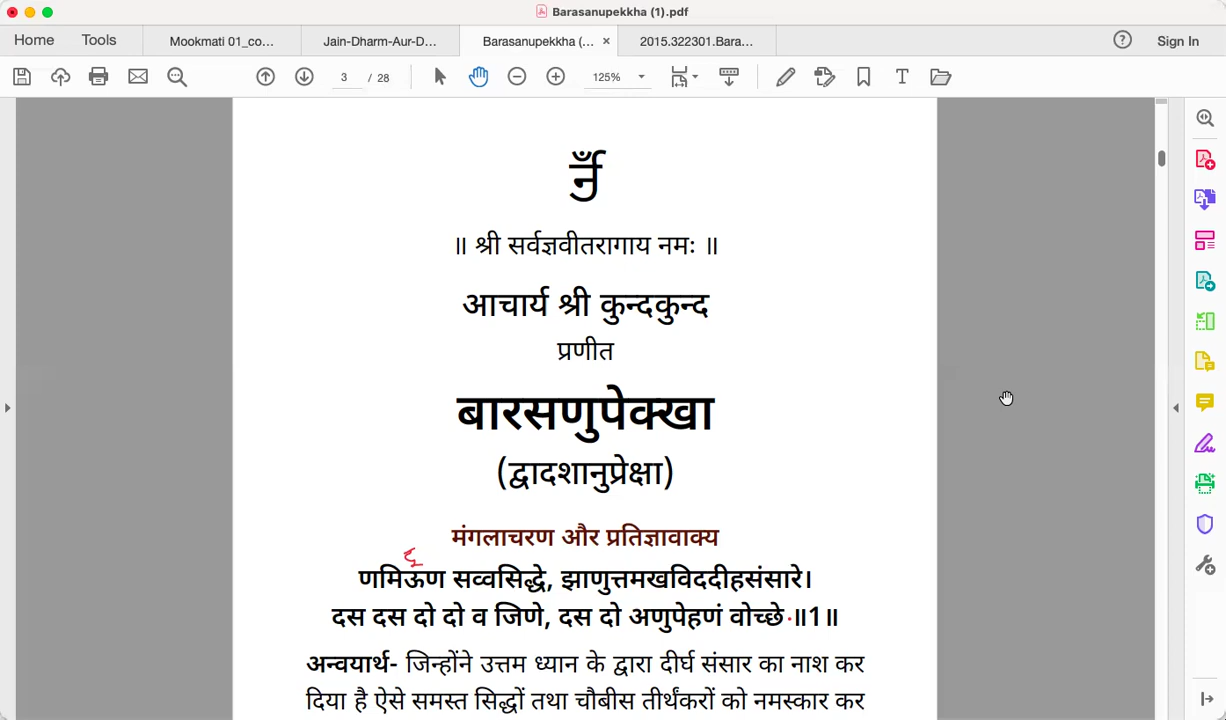 Barasanupekkha (1).pdf
Home Tools Mookmati 01_co... Jain-Dharm-Aur-D... Barasanupekkha (... × 2015.322301.Bara... Sign In
3 / 28 125%
॥ श्री सर्वज्ञवीतरागाय नमः ॥
आचार्य श्री कुन्दकुन्द
प्रणीत
बारसणुपेक्खा
(द्वादशानुप्रेक्षा)
मंगलाचरण और प्रतिज्ञावाक्य
णमिऊण सव्वसिद्धे, झाणुत्तमखविददीहसंसारे।
दस दस दो दो व जिणे, दस दो अणुपेहणं वोच्छे ॥1॥
अन्वयार्थ- जिन्होंने उत्तम ध्यान के द्वारा दीर्घ संसार का नाश कर
दिया है ऐसे समस्त सिद्धों तथा चौबीस तीर्थंकरों को नमस्कार कर